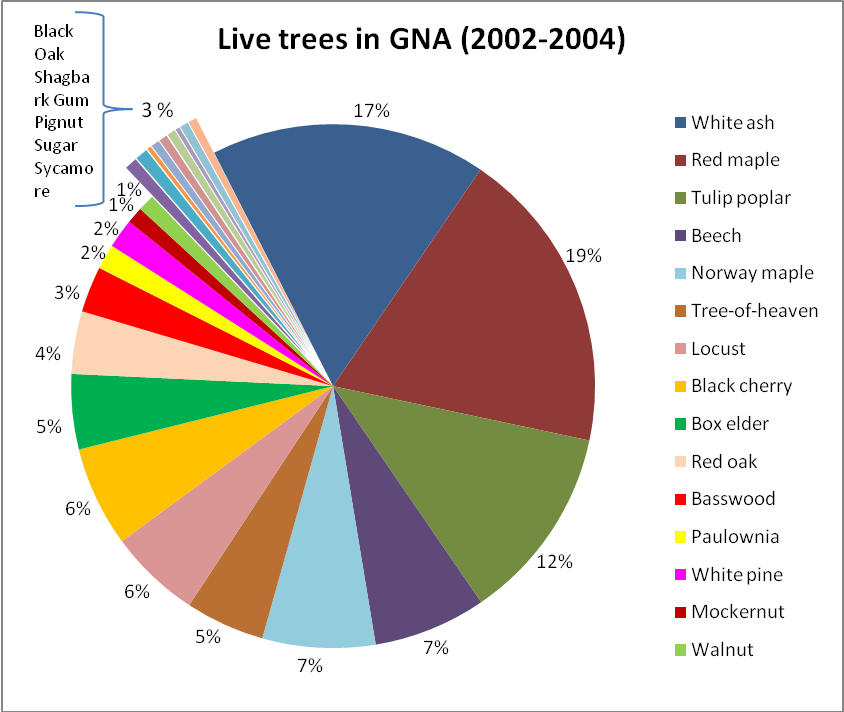 Live trees in GNA (2002-2004)
Black
Oak
Shagba
rk Gum
Pignut
Sugar
Sycamo
re
3 %
17%
19%
12%
7%
7%
5%
6%
6%
5%
4%
3%
2%
2%
1%
1%
White ash
Red maple
Tulip poplar
Beech
Norway maple
Tree-of-heaven
Locust
Black cherry
Box elder
Red oak
Basswood
Paulownia
White pine
Mockernut
Walnut